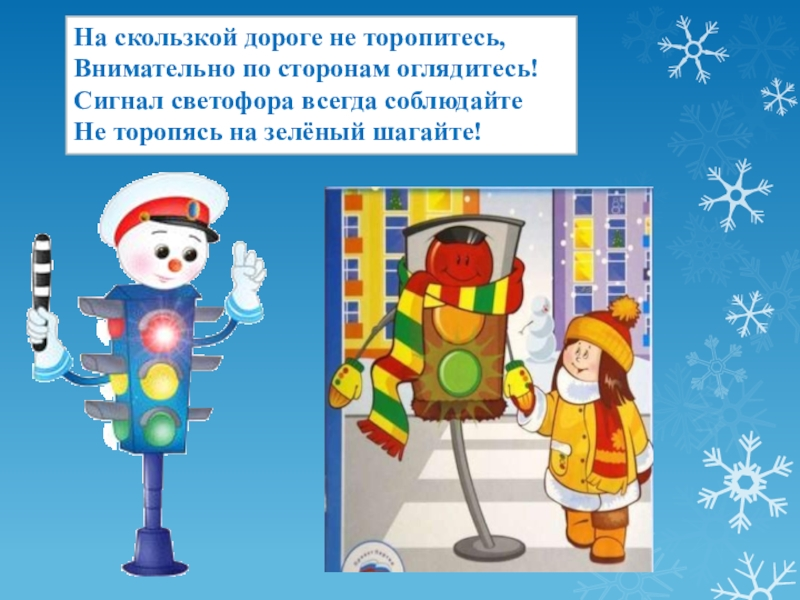 На скользкой дороге не торопитесь,
Внимательно по сторонам оглядитесь!
Сигнал светофора всегда соблюдайте
Не торопясь на зелёный шагайте!